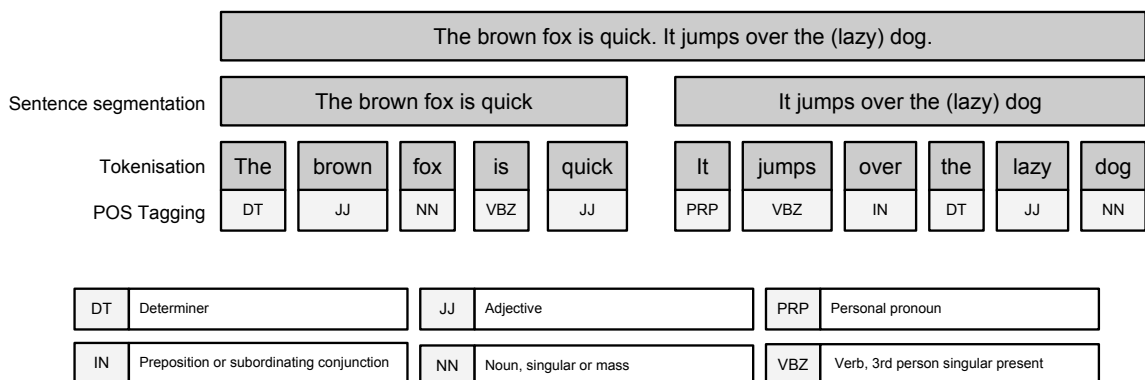 The brown fox is quick. It jumps over the (lazy) dog.
Sentence segmentation The brown fox is quick It jumps over the (lazy) dog
Tokenisation The brown fox is quick It jumps over the lazy dog
POS Tagging DT JJ NN VBZ JJ PRP VBZ IN DT JJ NN
DT Determiner JJ Adjective PRP Personal pronoun
IN Preposition or subordinating conjunction NN Noun, singular or mass VBZ Verb, 3rd person singular present